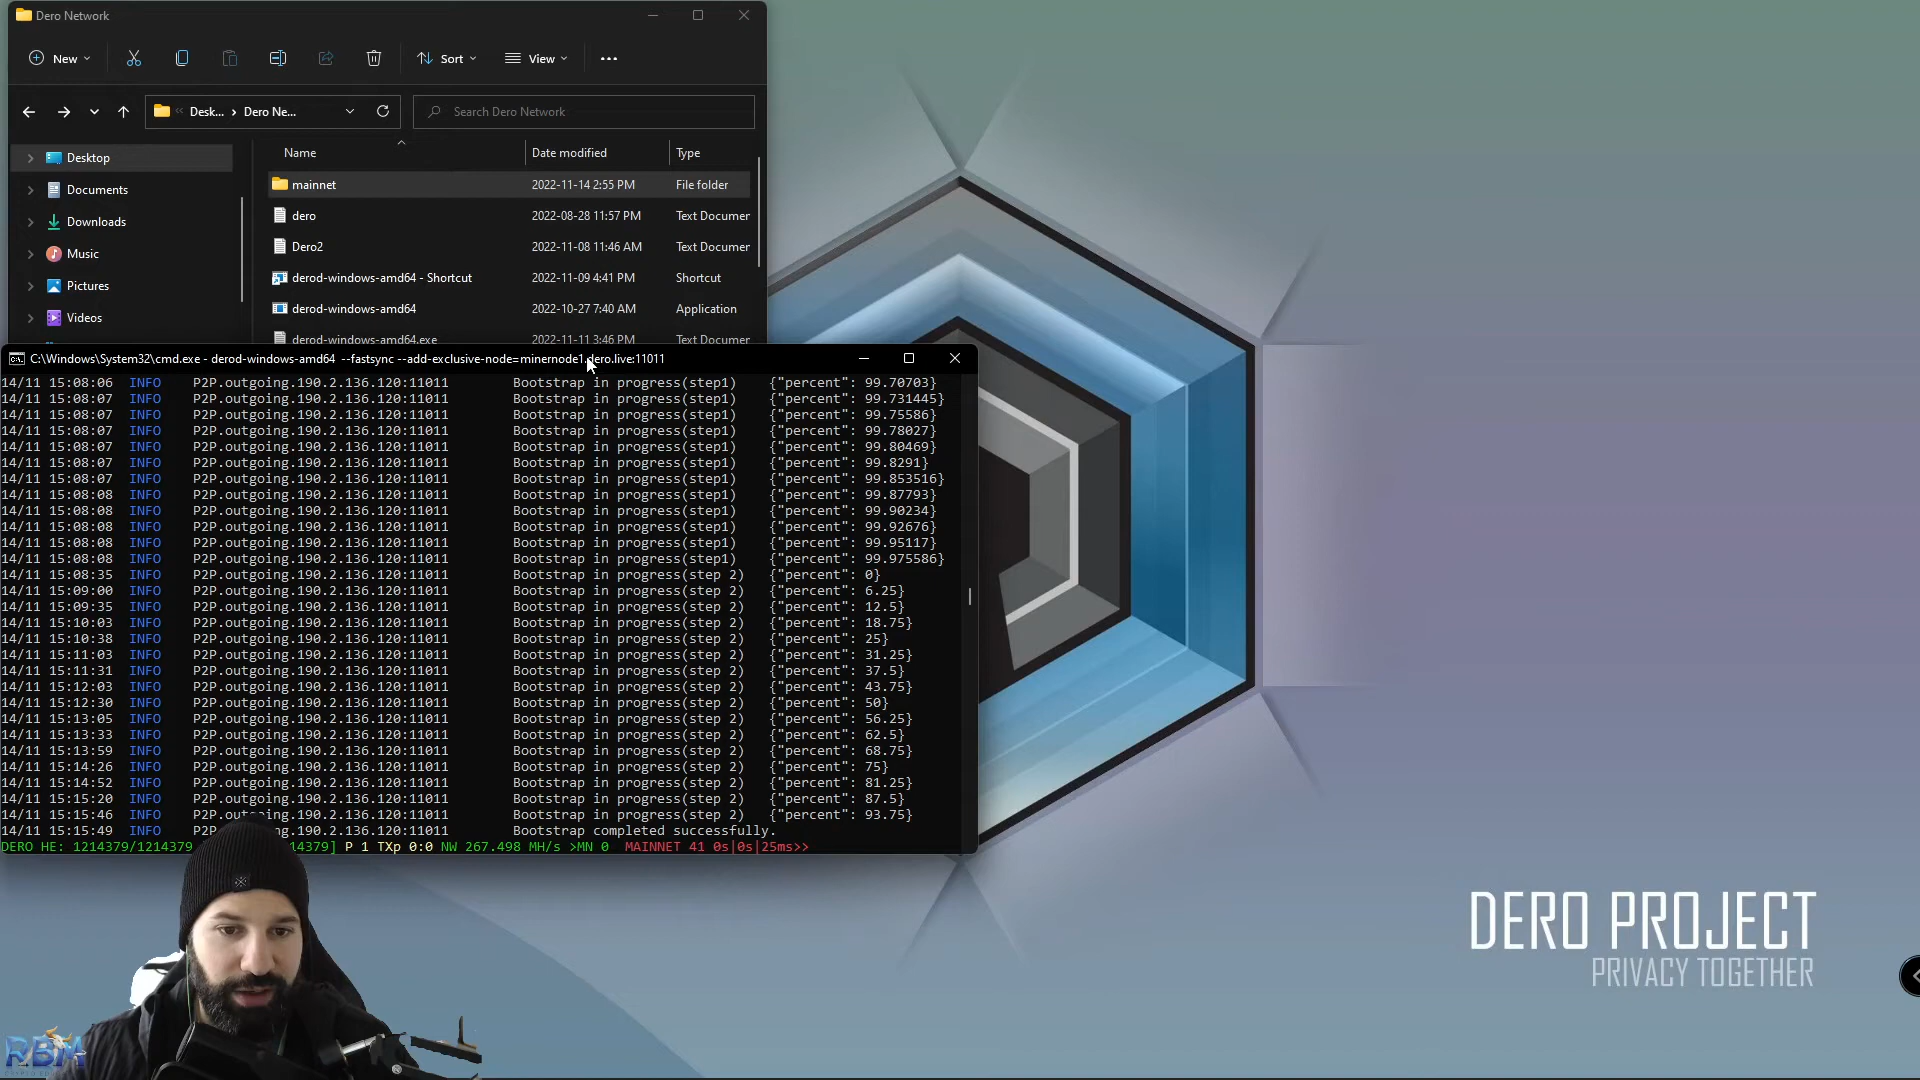 Dero Network
New
Sort
View
Desk... > Dero Ne...
Search Dero Network
Name Date modified Type
Desktop
Documents
Downloads
Music
Pictures
Videos
mainnet 2022-11-14 2:55 PM File folder
dero 2022-08-28 11:57 PM Text Documer
Dero2 2022-11-08 11:46 AM Text Documer
derod-windows-amd64 - Shortcut 2022-11-09 4:41 PM Shortcut
derod-windows-amd64 2022-10-27 7:40 AM Application
derod-windows-amd64.exe 2022-11-11 3:46 PM Text Documer
C:\Windows\System32\cmd.exe - derod-windows-amd64 --fastsync --add-exclusive-node=minernode1.dero.live:11011
14/11 15:08:06 INFO P2P.outgoing.190.2.136.120:11011 Bootstrap in progress(step1) {"percent": 99.70703}
14/11 15:08:07 INFO P2P.outgoing.190.2.136.120:11011 Bootstrap in progress(step1) {"percent": 99.731445}
14/11 15:08:07 INFO P2P.outgoing.190.2.136.120:11011 Bootstrap in progress(step1) {"percent": 99.75586}
14/11 15:08:07 INFO P2P.outgoing.190.2.136.120:11011 Bootstrap in progress(step1) {"percent": 99.78027}
14/11 15:08:07 INFO P2P.outgoing.190.2.136.120:11011 Bootstrap in progress(step1) {"percent": 99.80469}
14/11 15:08:07 INFO P2P.outgoing.190.2.136.120:11011 Bootstrap in progress(step1) {"percent": 99.8291}
14/11 15:08:07 INFO P2P.outgoing.190.2.136.120:11011 Bootstrap in progress(step1) {"percent": 99.853516}
14/11 15:08:08 INFO P2P.outgoing.190.2.136.120:11011 Bootstrap in progress(step1) {"percent": 99.87793}
14/11 15:08:08 INFO P2P.outgoing.190.2.136.120:11011 Bootstrap in progress(step1) {"percent": 99.90234}
14/11 15:08:08 INFO P2P.outgoing.190.2.136.120:11011 Bootstrap in progress(step1) {"percent": 99.92676}
14/11 15:08:08 INFO P2P.outgoing.190.2.136.120:11011 Bootstrap in progress(step1) {"percent": 99.95117}
14/11 15:08:08 INFO P2P.outgoing.190.2.136.120:11011 Bootstrap in progress(step1) {"percent": 99.975586}
14/11 15:08:35 INFO P2P.outgoing.190.2.136.120:11011 Bootstrap in progress(step 2) {"percent": 0}
14/11 15:09:00 INFO P2P.outgoing.190.2.136.120:11011 Bootstrap in progress(step 2) {"percent": 6.25}
14/11 15:09:35 INFO P2P.outgoing.190.2.136.120:11011 Bootstrap in progress(step 2) {"percent": 12.5}
14/11 15:10:03 INFO P2P.outgoing.190.2.136.120:11011 Bootstrap in progress(step 2) {"percent": 18.75}
14/11 15:10:38 INFO P2P.outgoing.190.2.136.120:11011 Bootstrap in progress(step 2) {"percent": 25}
14/11 15:11:03 INFO P2P.outgoing.190.2.136.120:11011 Bootstrap in progress(step 2) {"percent": 31.25}
14/11 15:11:31 INFO P2P.outgoing.190.2.136.120:11011 Bootstrap in progress(step 2) {"percent": 37.5}
14/11 15:12:03 INFO P2P.outgoing.190.2.136.120:11011 Bootstrap in progress(step 2) {"percent": 43.75}
14/11 15:12:30 INFO P2P.outgoing.190.2.136.120:11011 Bootstrap in progress(step 2) {"percent": 50}
14/11 15:13:05 INFO P2P.outgoing.190.2.136.120:11011 Bootstrap in progress(step 2) {"percent": 56.25}
14/11 15:13:33 INFO P2P.outgoing.190.2.136.120:11011 Bootstrap in progress(step 2) {"percent": 62.5}
14/11 15:13:59 INFO P2P.outgoing.190.2.136.120:11011 Bootstrap in progress(step 2) {"percent": 68.75}
14/11 15:14:26 INFO P2P.outgoing.190.2.136.120:11011 Bootstrap in progress(step 2) {"percent": 75}
14/11 15:14:52 INFO P2P.outgoing.190.2.136.120:11011 Bootstrap in progress(step 2) {"percent": 81.25}
14/11 15:15:20 INFO P2P.outgoing.190.2.136.120:11011 Bootstrap in progress(step 2) {"percent": 87.5}
14/11 15:15:46 INFO P2P.outgoing.190.2.136.120:11011 Bootstrap in progress(step 2) {"percent": 93.75}
14/11 15:15:49 INFO P2P ng.190.2.136.120:11011 Bootstrap completed successfully.
DERO HE: 1214379/1214379 14379] P 1 TXp 0:0 NW 267.498 MH/s >MN 0 MAINNET 41 0s|0s|25ms>>
DERO PROJECT
PRIVACY TOGETHER
RBM